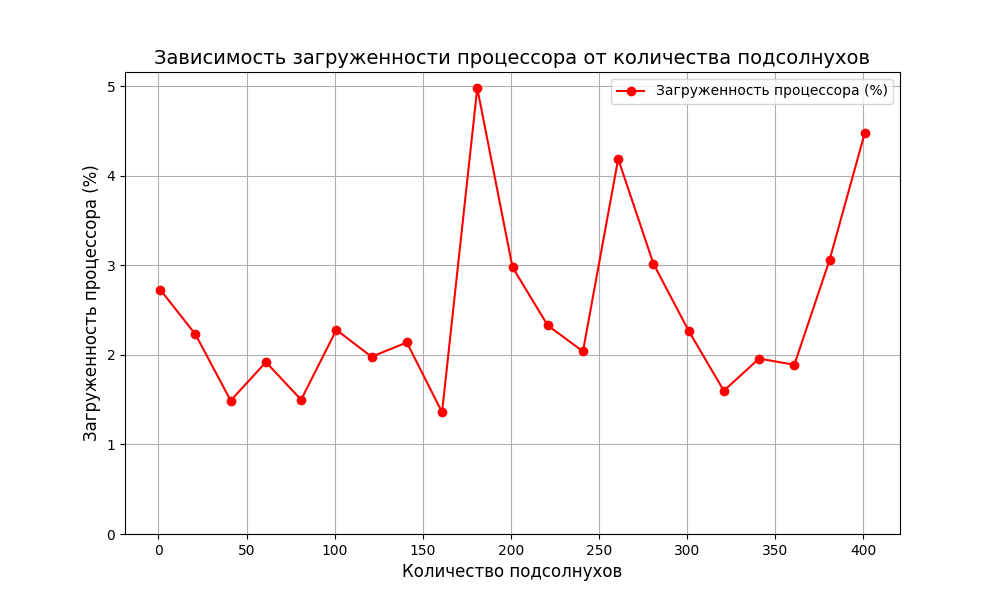 Зависимость загруженности процессора от количества подсолнухов
Загруженность процессора (%)
Загруженность процессора (%)
5
4
3
2
1
0
0 50 100 150 200 250 300 350 400
Количество подсолнухов